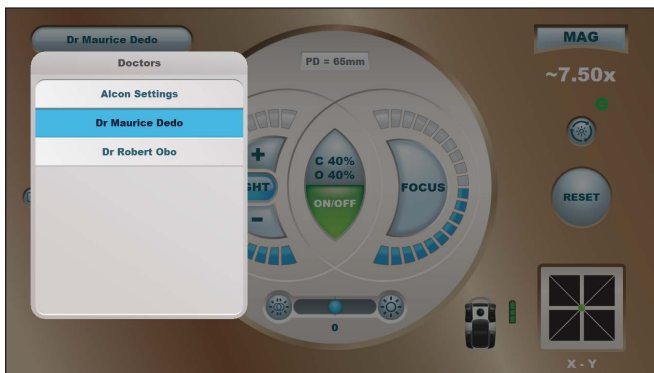 Dr Maurice Dedo
Doctors
Alcon Settings
Dr Maurice Dedo
Dr Robert Obo
PD = 65mm
+
GHT
-
C 40%
O 40%
ON/OFF
FOCUS
0
MAG
~7.50x
RESET
X - Y